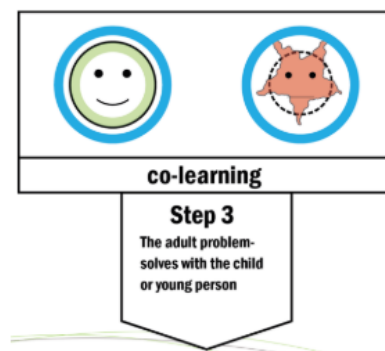 co-learning
Step 3
The adult problem-
solves with the child
or young person